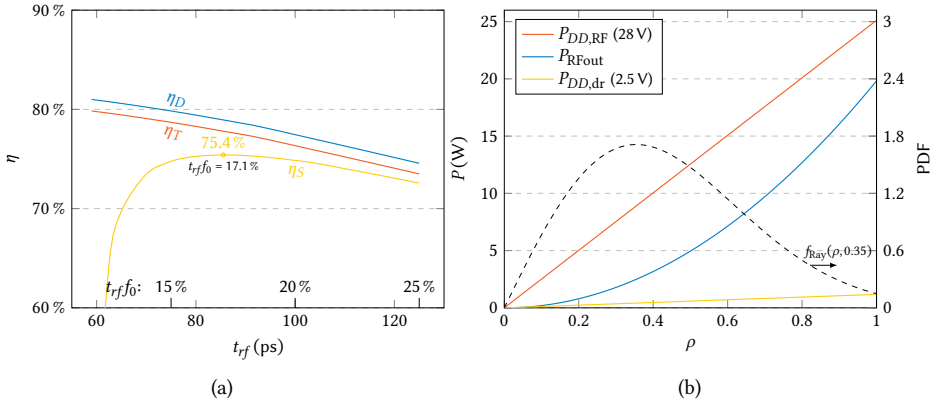 90 %
80 %
70 %
60 %
η
η_D
η_T
75.4 %
t_rf f_0 = 17.1 %
η_S
t_rf f_0: 15 % 20 % 25 %
60 80 100 120
t_rf (ps)
(a)
25
20
15
10
5
0
P (W)
P_DD,RF (28 V)
P_RFout
P_DD,dr (2.5 V)
f_Ray(ρ, 0.35)
3
2.4
1.8
1.2
0.6
0
PDF
0 0.2 0.4 0.6 0.8 1
ρ
(b)